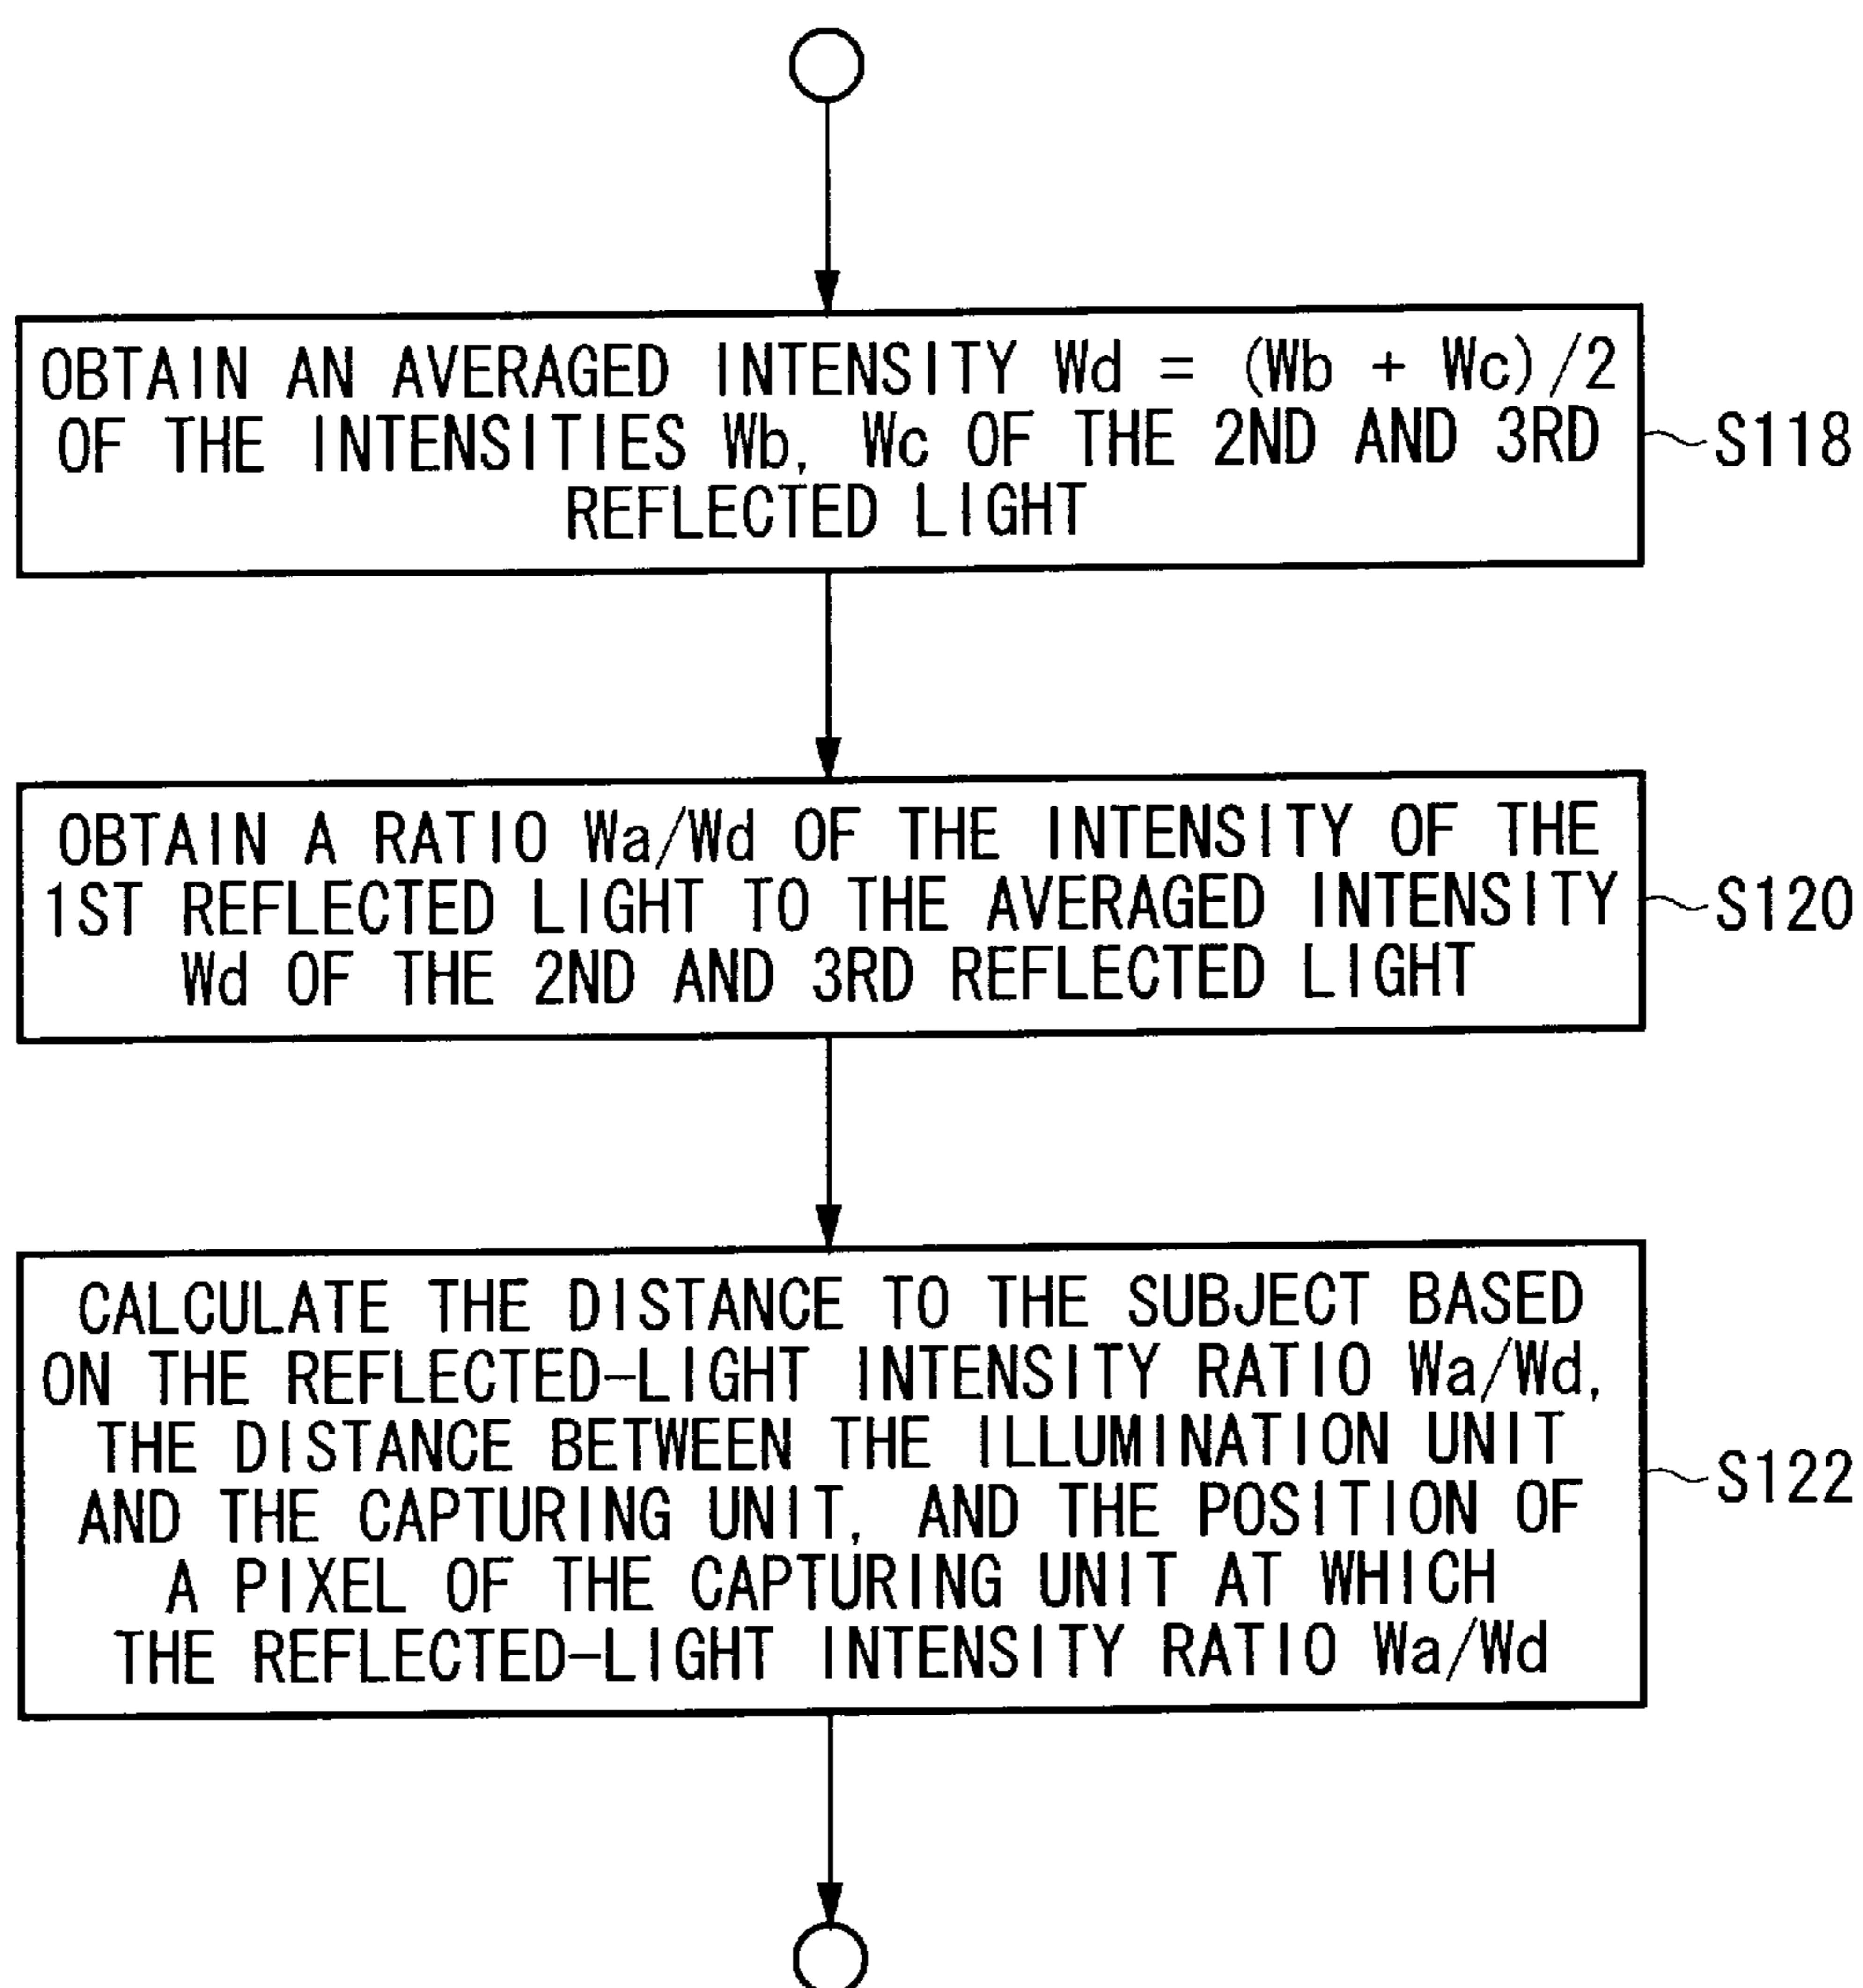 OBTAIN AN AVERAGED INTENSITY Wd = (Wb + Wc)/2
OF THE INTENSITIES Wb, Wc OF THE 2ND AND 3RD
REFLECTED LIGHT
S118
OBTAIN A RATIO Wa/Wd OF THE INTENSITY OF THE
1ST REFLECTED LIGHT TO THE AVERAGED INTENSITY
Wd OF THE 2ND AND 3RD REFLECTED LIGHT
S120
CALCULATE THE DISTANCE TO THE SUBJECT BASED
ON THE REFLECTED-LIGHT INTENSITY RATIO Wa/Wd,
THE DISTANCE BETWEEN THE ILLUMINATION UNIT
AND THE CAPTURING UNIT, AND THE POSITION OF
A PIXEL OF THE CAPTURING UNIT AT WHICH
THE REFLECTED-LIGHT INTENSITY RATIO Wa/Wd
S122